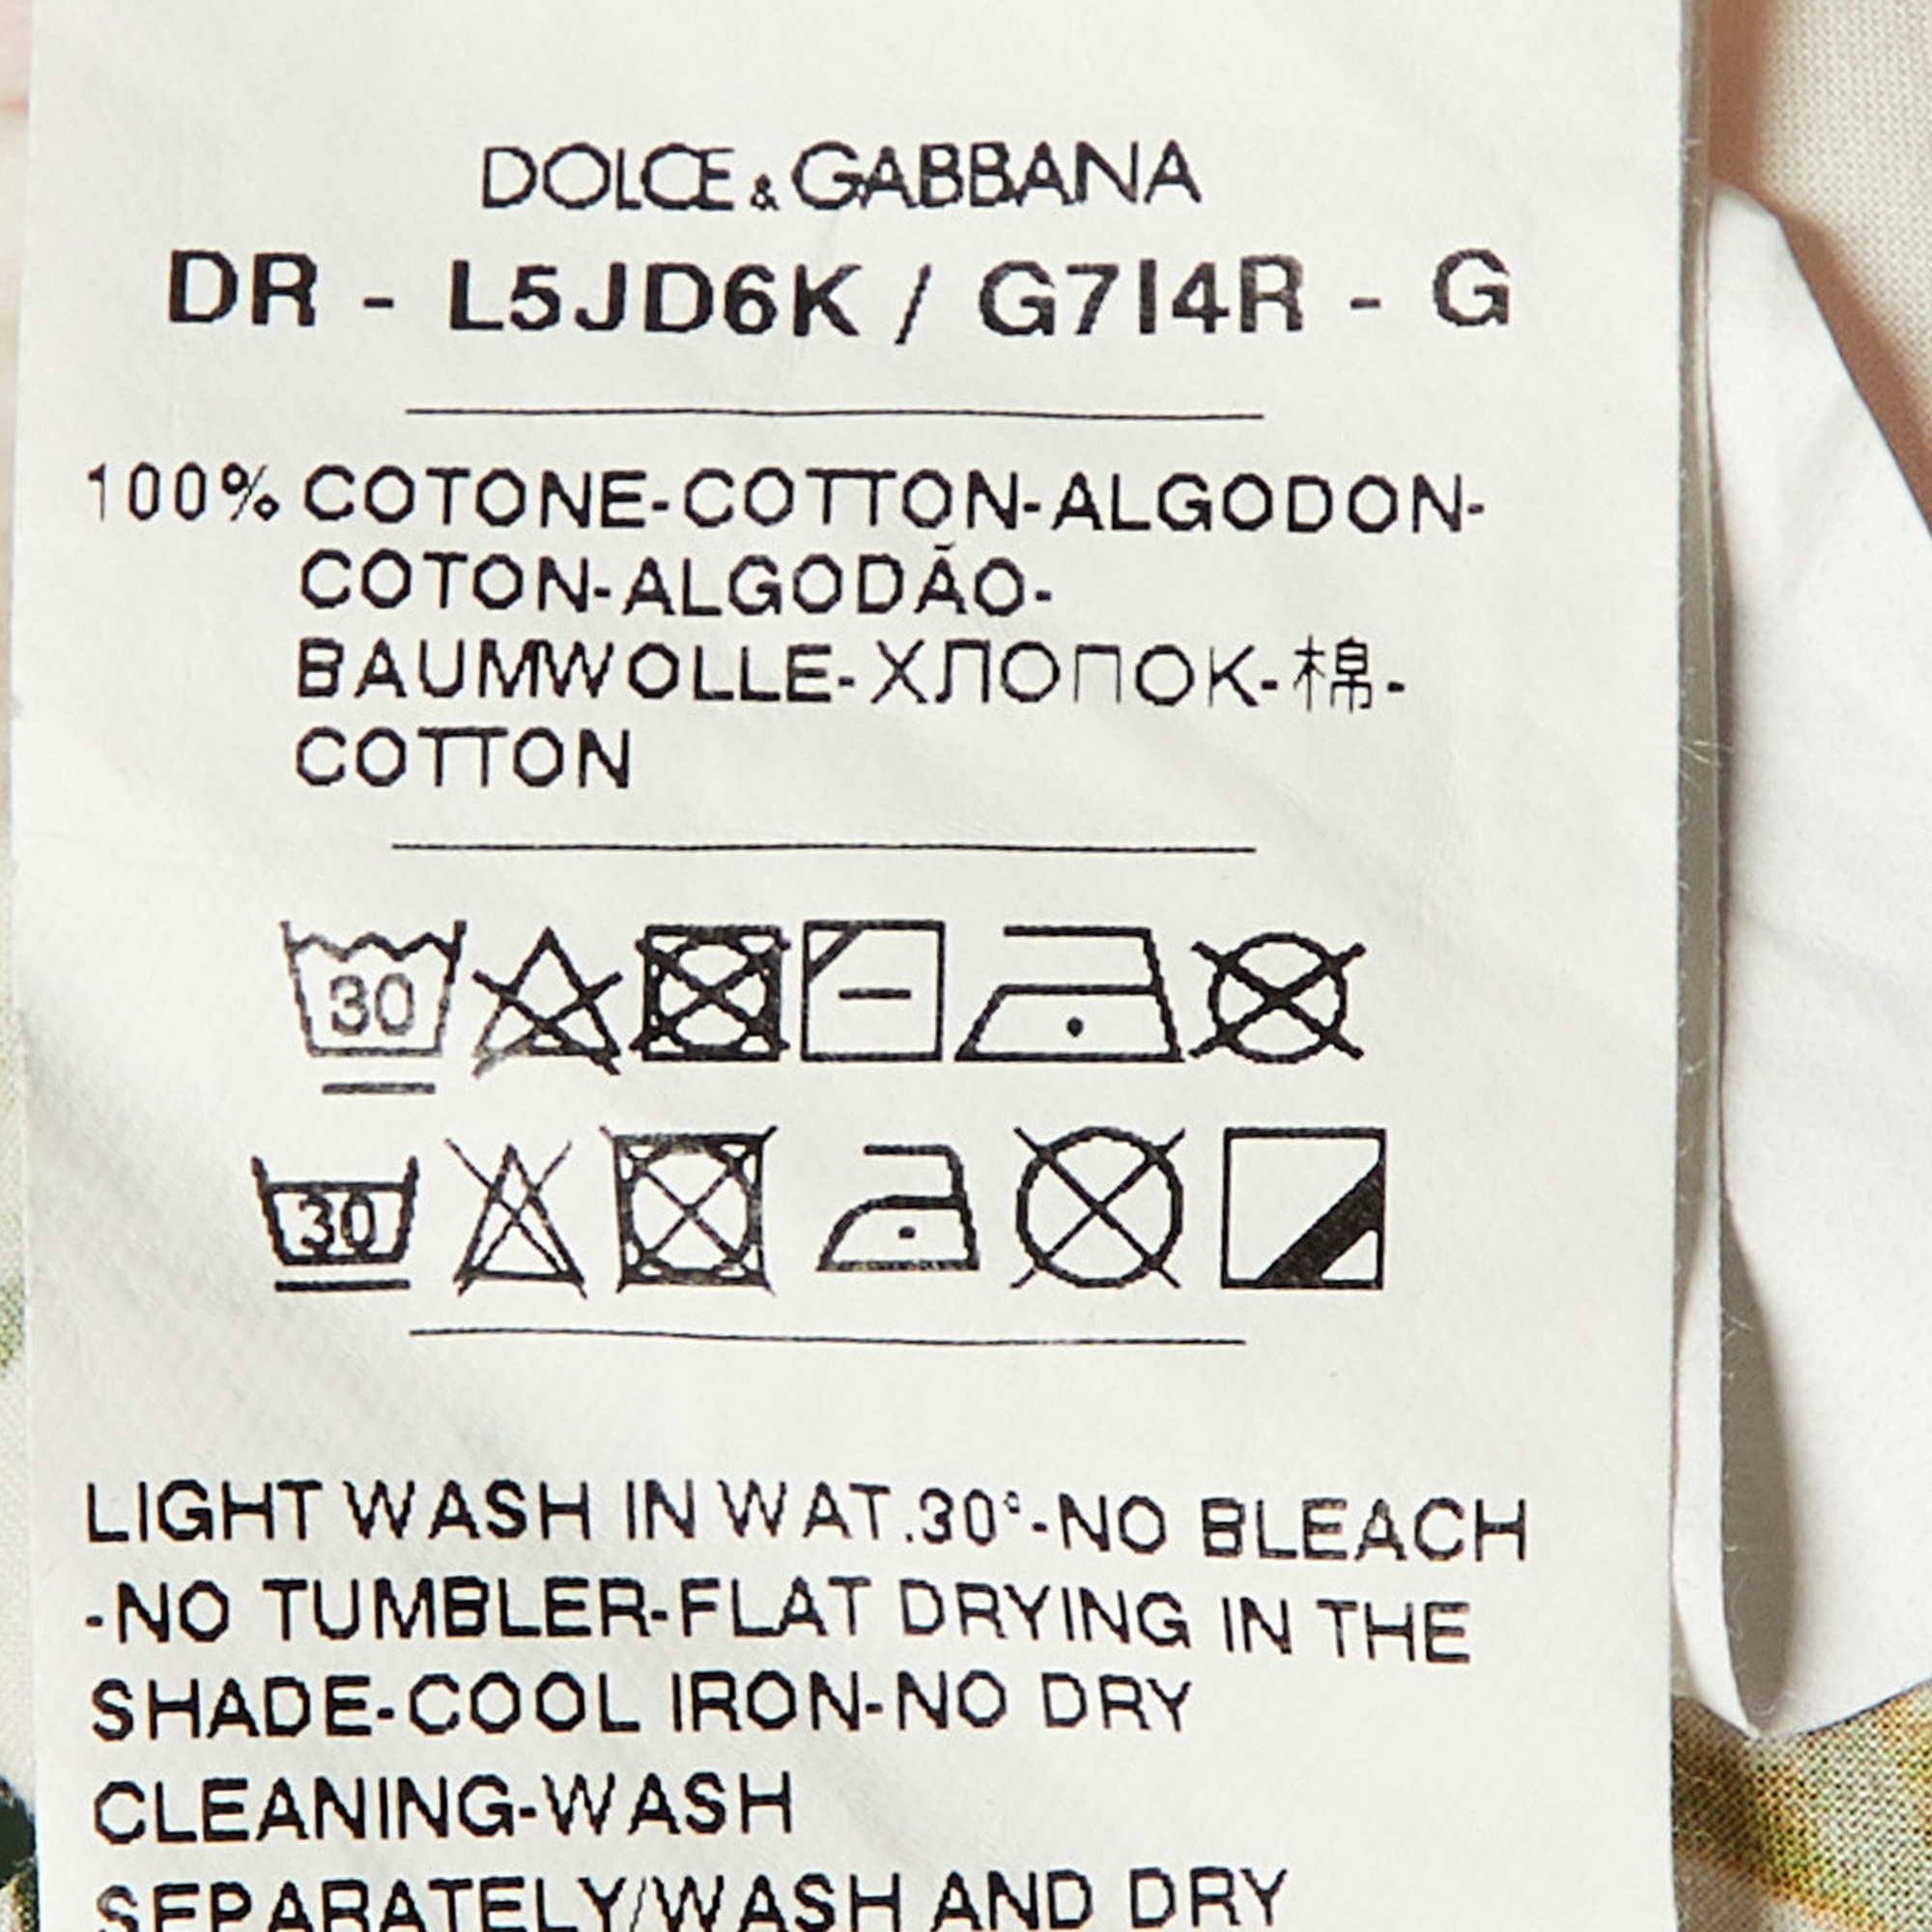 DOLCE & GABBANA
DR - L5JD6K / G7I4R - G
100% COTONE-COTTON-ALGODON-
COTON-ALGODÃO-
BAUMWOLLE-ХЛОПОК-棉-
COTTON
30
30
LIGHT WASH IN WAT.30°-NO BLEACH
-NO TUMBLER-FLAT DRYING IN THE
SHADE-COOL IRON-NO DRY
CLEANING-WASH
SEPARATELY/WASH AND DRY